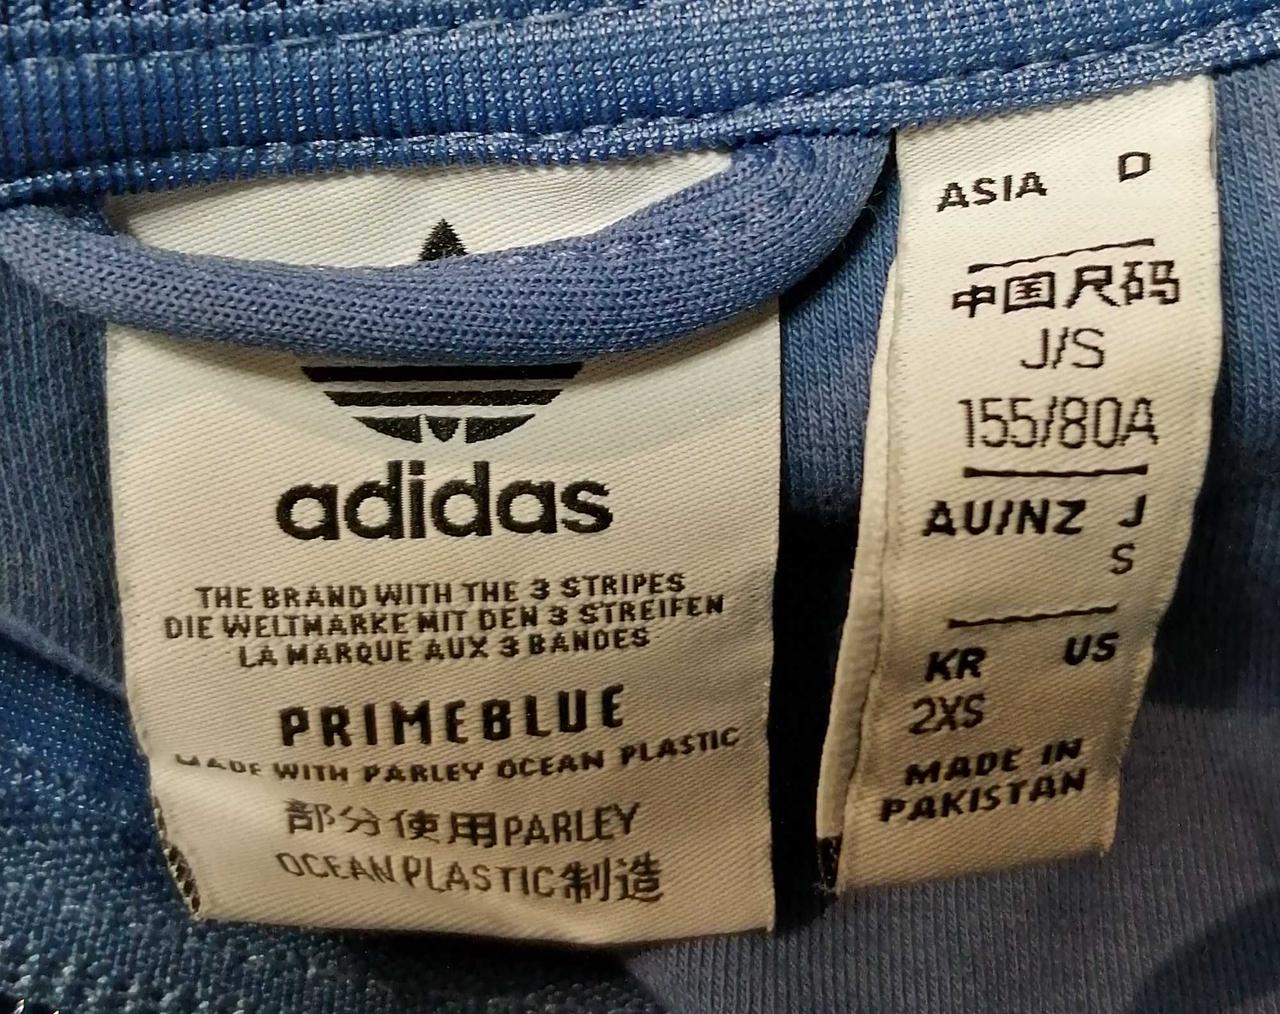 adidas
THE BRAND WITH THE 3 STRIPES
DIE WELTMARKE MIT DEN 3 STREIFEN
LA MARQUE AUX 3 BANDES
PRIMEBLUE
MADE WITH PARLEY OCEAN PLASTIC
部分使用PARLEY
OCEAN PLASTIC制造
ASIA D
中国尺码
J/S
155/80A
AU/NZ J
S
KR US
2XS
MADE IN
PAKISTAN